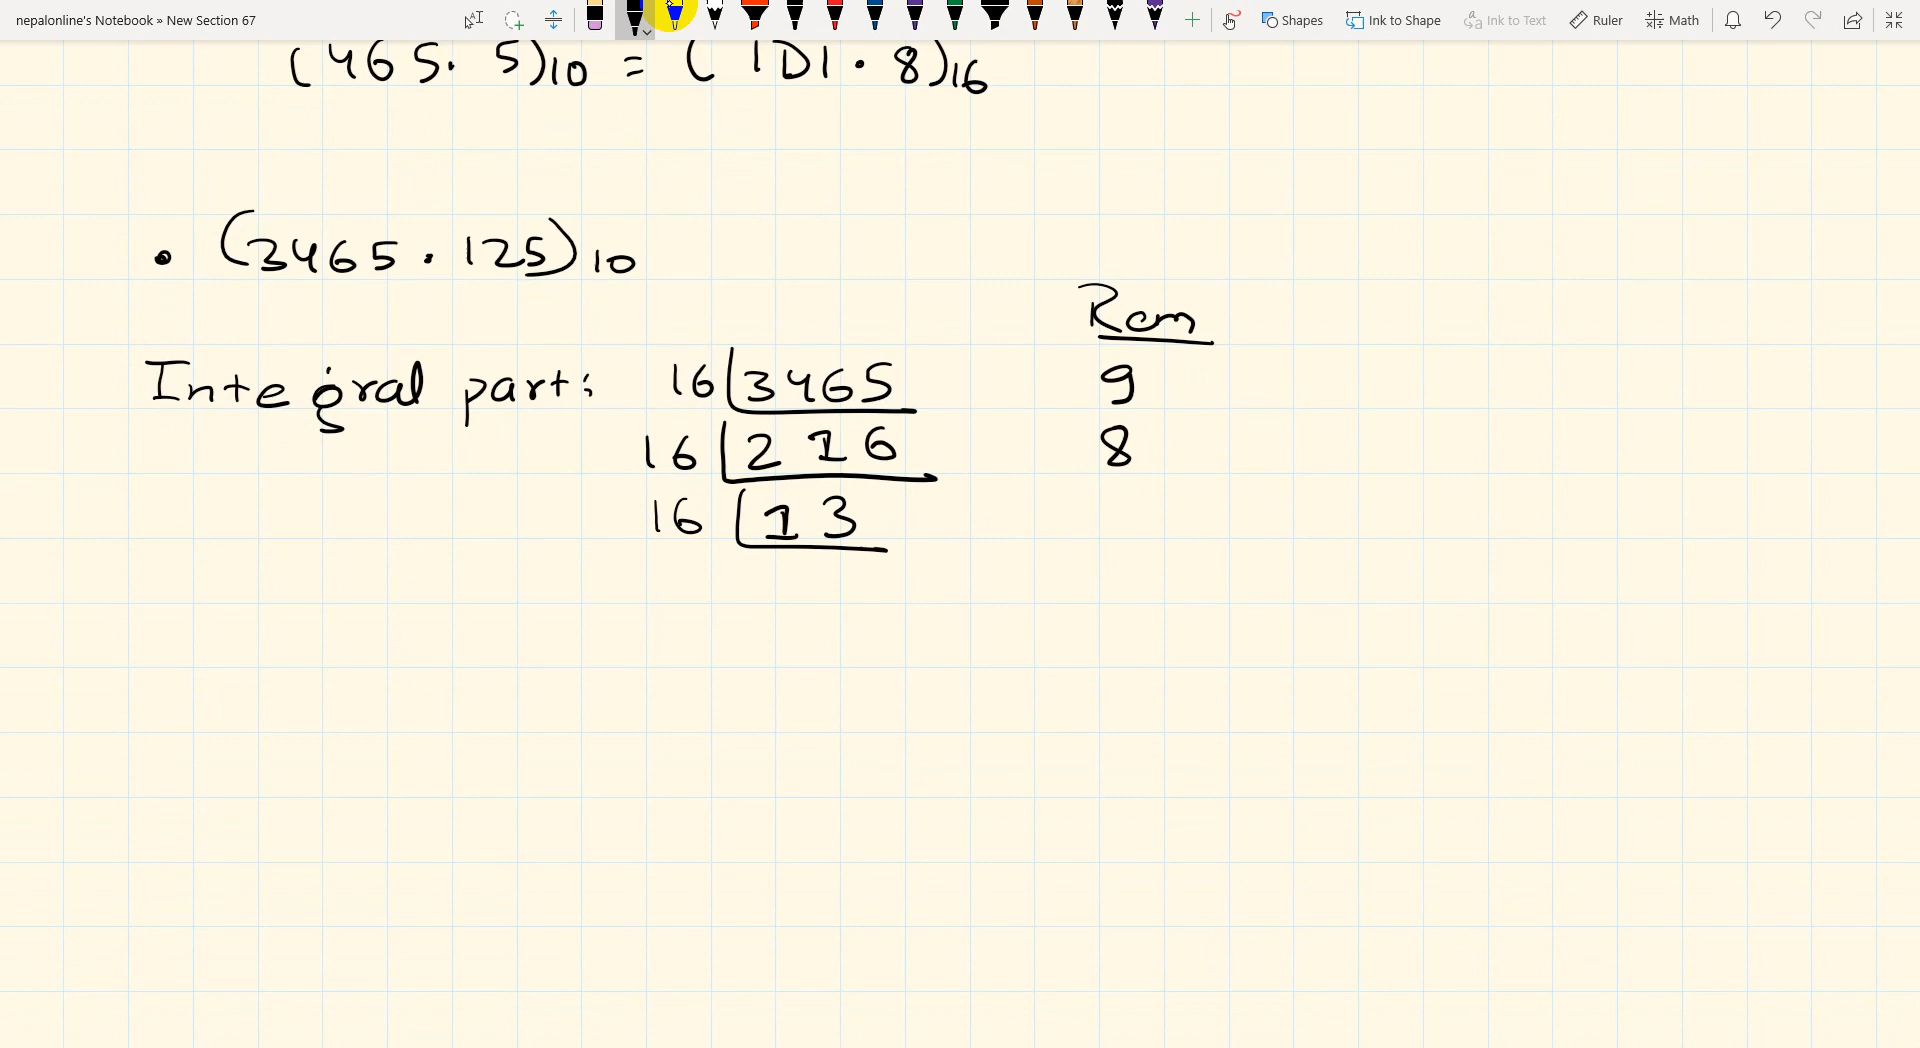 nepalonline's Notebook » New Section 67
Shapes Ink to Shape Ink to Text Ruler Math
(465.5)10 = (1D1.8)16
• (3465.125)10
Rem
Integral part: 16 3465 9
16 216 8
16 13